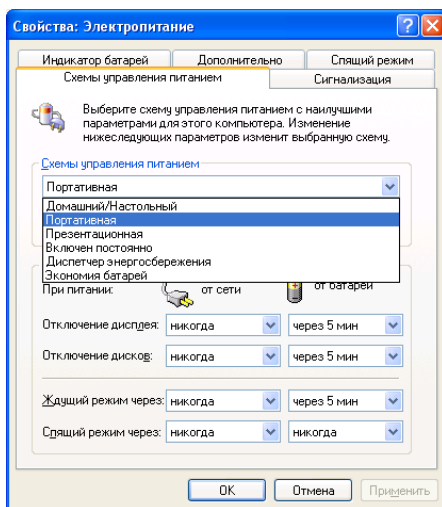 Свойства: Электропитание
Индикатор батарей Дополнительно Спящий режим
Схемы управления питанием Сигнализация
Выберите схему управления питанием с наилучшими
параметрами для этого компьютера. Изменение
нижеследующих параметров изменит выбранную схему.
Схемы управления питанием
Портативная
Домашний/Настольный
Портативная
Презентационная
Включен постоянно
Диспетчер энергосбережения
Экономия батарей
При питании: от сети от батарей
Отключение дисплея: никогда через 5 мин
Отключение дисков: никогда через 5 мин
Ждущий режим через: никогда через 5 мин
Спящий режим через: никогда никогда
ОК Отмена Применить